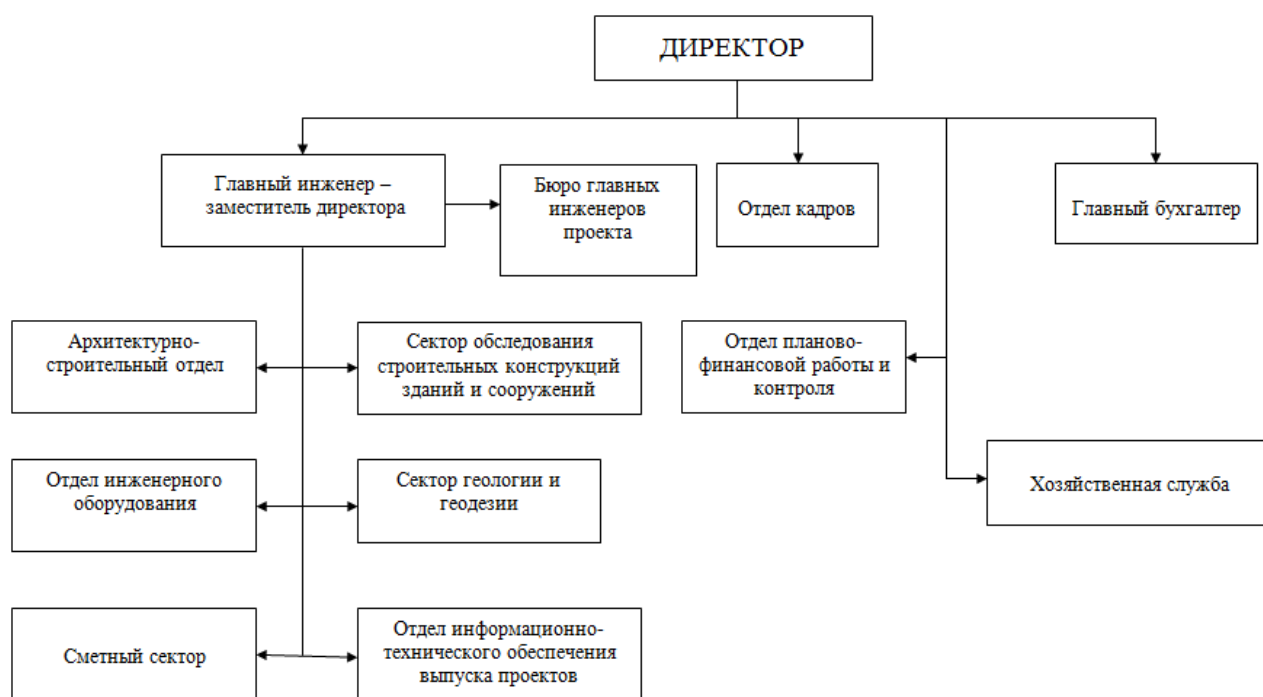 ДИРЕКТОР
Главный инженер –
заместитель директора
Бюро главных
инженеров
проекта
Отдел кадров
Главный бухгалтер
Архитектурно-
строительный отдел
Сектор обследования
строительных конструкций
зданий и сооружений
Отдел планово-
финансовой работы и
контроля
Отдел инженерного
оборудования
Сектор геологии и
геодезии
Хозяйственная служба
Сметный сектор
Отдел информационно-
технического обеспечения
выпуска проектов